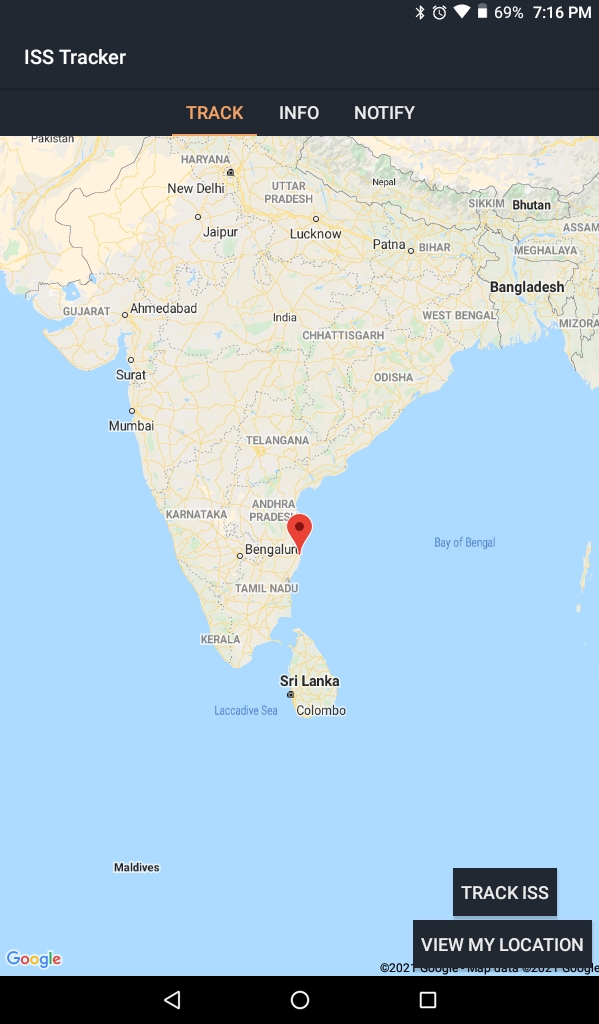 69% 7:16 PM
ISS Tracker
TRACK INFO NOTIFY
Pakistan
HARYANA
New Delhi
UTTAR
PRADESH
Nepal
SIKKIM
Bhutan
ASSAM
Jaipur
Lucknow
Patna
BIHAR
MEGHALAYA
Bangladesh
GUJARAT
Ahmedabad
India
WEST BENGAL
MIZORA
CHHATTISGARH
Surat
ODISHA
Mumbai
TELANGANA
KARNATAKA
ANDHRA
PRADESH
Bengaluru
Bay of Bengal
TAMIL NADU
KERALA
Sri Lanka
Laccadive Sea
Colombo
Maldives
TRACK ISS
VIEW MY LOCATION
Google
©2021 Google - Map data ©2021 Google